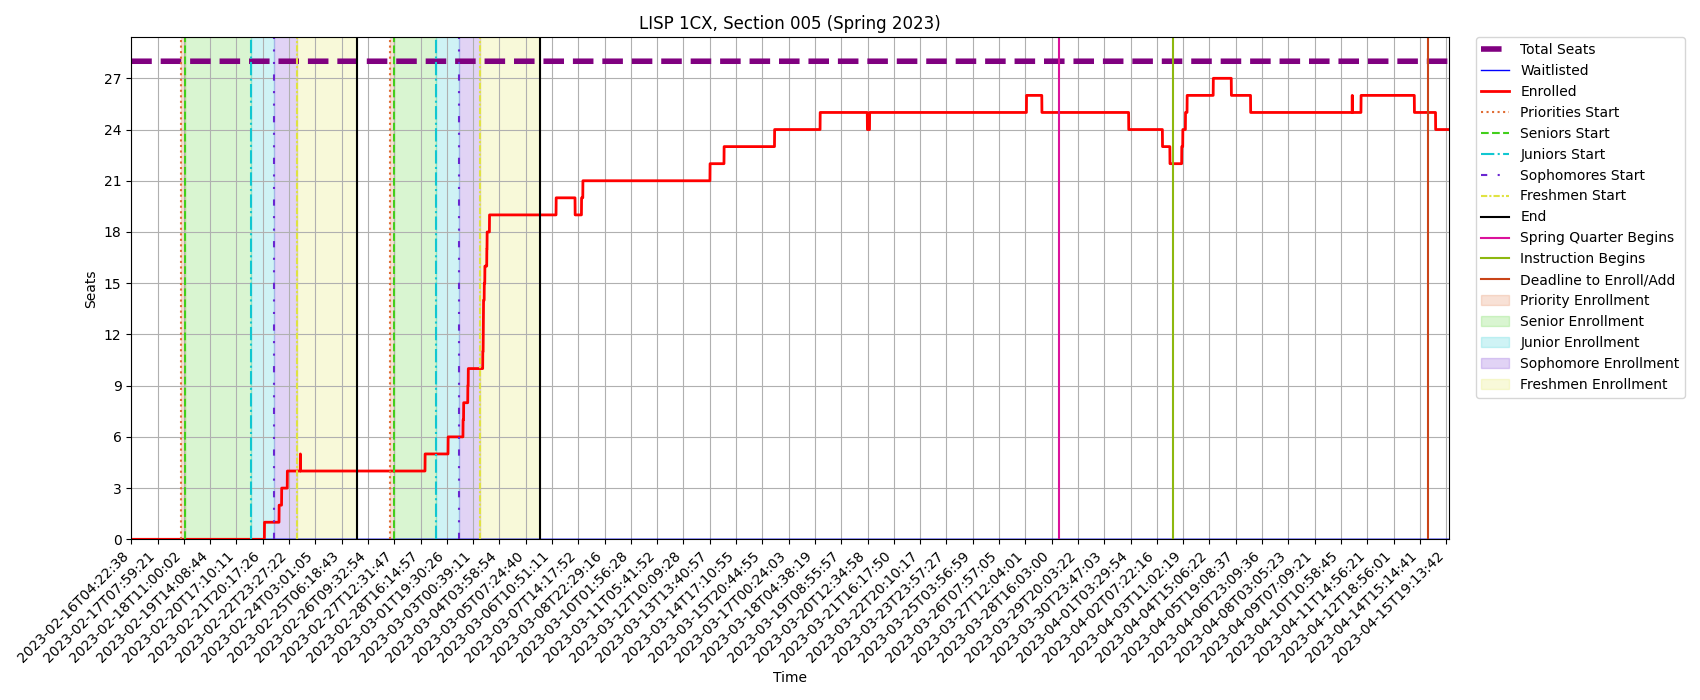 LISP 1CX, Section 005 (Spring 2023)
27
24
21
18
15
12
9
6
3
0
Seats
2023-02-16T04:22:38
2023-02-17T07:59:21
2023-02-18T11:00:02
2023-02-19T14:08:44
2023-02-20T17:10:11
2023-02-21T20:17:26
2023-02-22T23:27:22
2023-02-24T03:01:05
2023-02-25T06:18:43
2023-02-26T09:32:54
2023-02-27T12:31:47
2023-02-28T16:14:57
2023-03-01T19:30:26
2023-03-03T00:39:11
2023-03-04T03:58:54
2023-03-05T07:24:40
2023-03-06T10:51:11
2023-03-07T14:17:52
2023-03-08T22:29:16
2023-03-10T01:56:28
2023-03-11T05:41:52
2023-03-12T10:09:28
2023-03-13T13:40:57
2023-03-14T17:10:55
2023-03-15T20:44:55
2023-03-17T00:24:03
2023-03-18T04:38:19
2023-03-19T08:55:57
2023-03-20T12:34:58
2023-03-21T16:17:50
2023-03-22T20:10:17
2023-03-23T23:57:27
2023-03-25T03:56:59
2023-03-26T07:57:05
2023-03-27T12:04:01
2023-03-28T16:03:00
2023-03-29T20:03:22
2023-03-30T23:47:03
2023-04-01T03:29:54
2023-04-02T07:22:16
2023-04-03T11:02:19
2023-04-04T15:06:22
2023-04-05T19:08:37
2023-04-06T23:09:36
2023-04-08T03:05:23
2023-04-09T07:09:21
2023-04-10T10:58:45
2023-04-11T14:56:21
2023-04-12T18:56:01
2023-04-14T15:14:41
2023-04-15T19:13:42
Time
Total Seats
Waitlisted
Enrolled
Priorities Start
Seniors Start
Juniors Start
Sophomores Start
Freshmen Start
End
Spring Quarter Begins
Instruction Begins
Deadline to Enroll/Add
Priority Enrollment
Senior Enrollment
Junior Enrollment
Sophomore Enrollment
Freshmen Enrollment